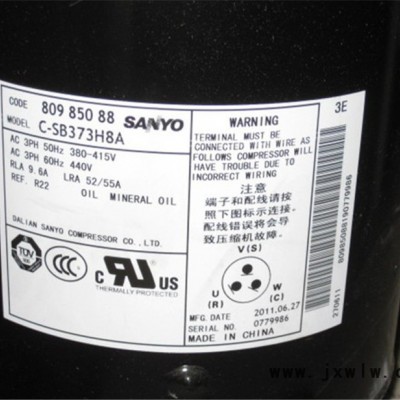 CODE 809 850 88 SANYO
MODEL C-SB373H8A
AC 3PH 50Hz 380-415V
AC 3PH 60Hz 440V
RLA 9.6A LRA 52/55A
REF. R22 OIL MINERAL OIL
DALIAN SANYO COMPRESSOR CO., LTD.
TÜV
CCC
C UL US
THERMALLY PROTECTED
WARNING
TERMINAL MUST BE
CONNECTED WITH WIRE AS
FOLLOWS COMPRESSOR WILL
HAVE TROUBLE DUE TO
INCORRECT WIRING
注意
端子和配线请按
照下图标示连接。
配线错误将会导
致压缩机故障。
V(S)
U
(R)
W
(C)
MFG.DATE 2011.06.27
SERIAL NO. 0779986
3E
80985088190779986
270611
www.jxwlw.c